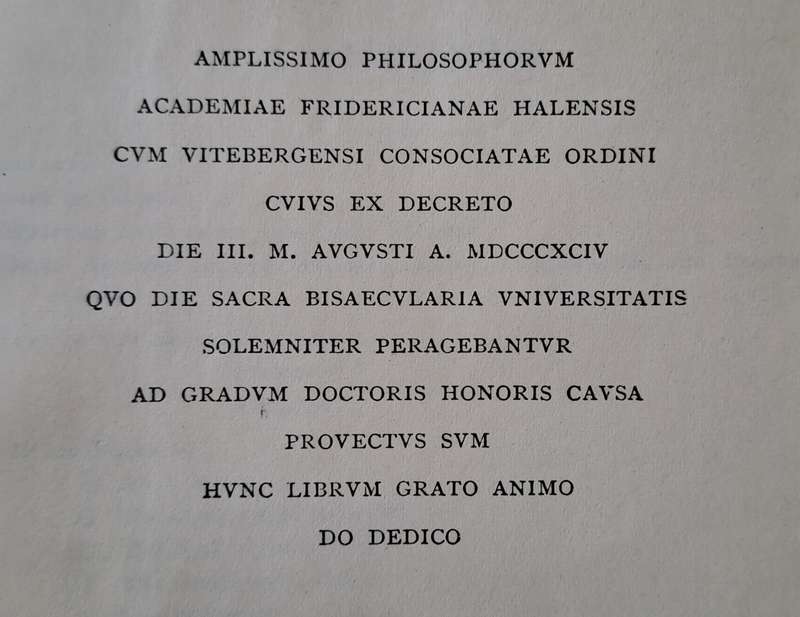 AMPLISSIMO PHILOSOPHORVM
ACADEMIAE FRIDERICIANAE HALENSIS
CVM VITEBERGENSI CONSOCIATAE ORDINI
CVIVS EX DECRETO
DIE III. M. AVGVSTI A. MDCCCXCIV
QVO DIE SACRA BISAECVLARIA VNIVERSITATIS
SOLEMNITER PERAGEBANTVR
AD GRADVM DOCTORIS HONORIS CAVSA
PROVECTVS SVM
HVNC LIBRVM GRATO ANIMO
DO DEDICO